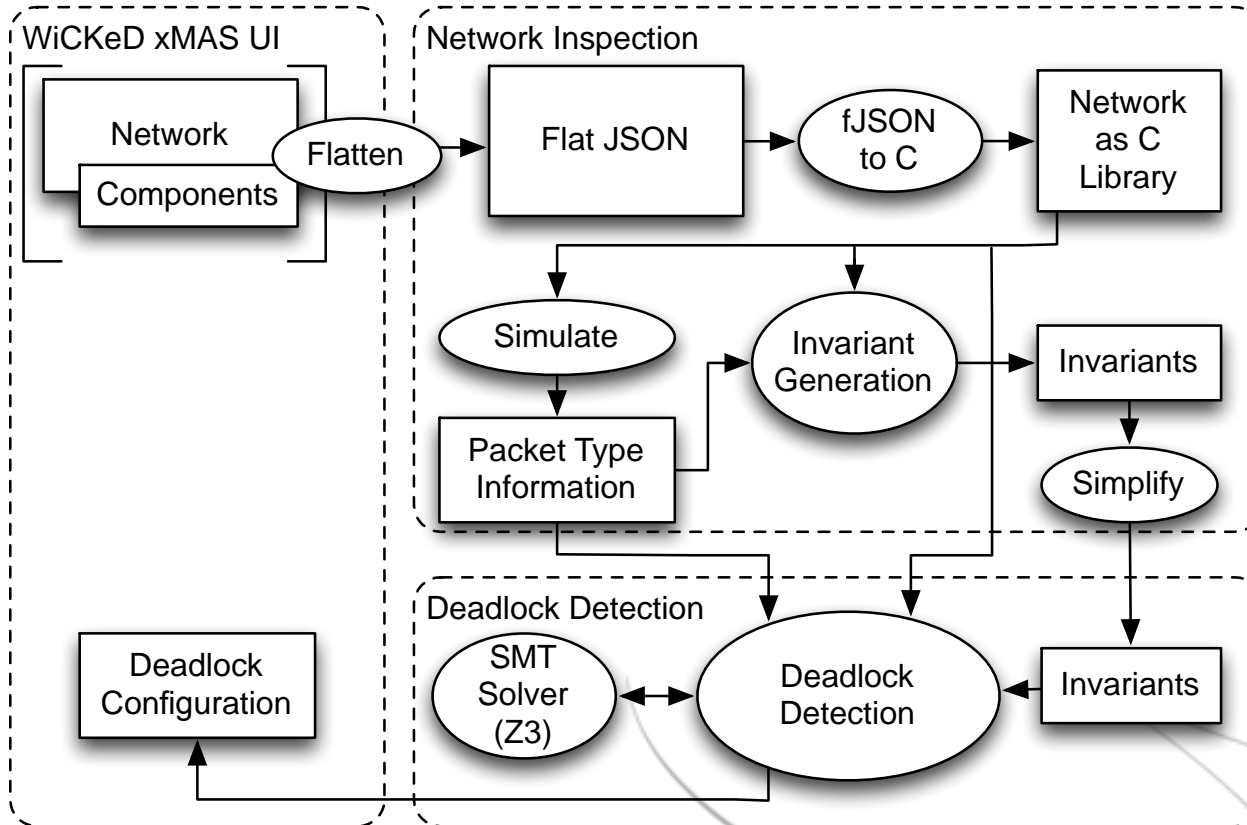 WiCKeD xMAS UI
Network
Components
Flatten
Network Inspection
Flat JSON
fJSON
to C
Network
as C
Library
Simulate
Invariant
Generation
Invariants
Packet Type
Information
Simplify
Deadlock Detection
Deadlock
Configuration
SMT
Solver
(Z3)
Deadlock
Detection
Invariants